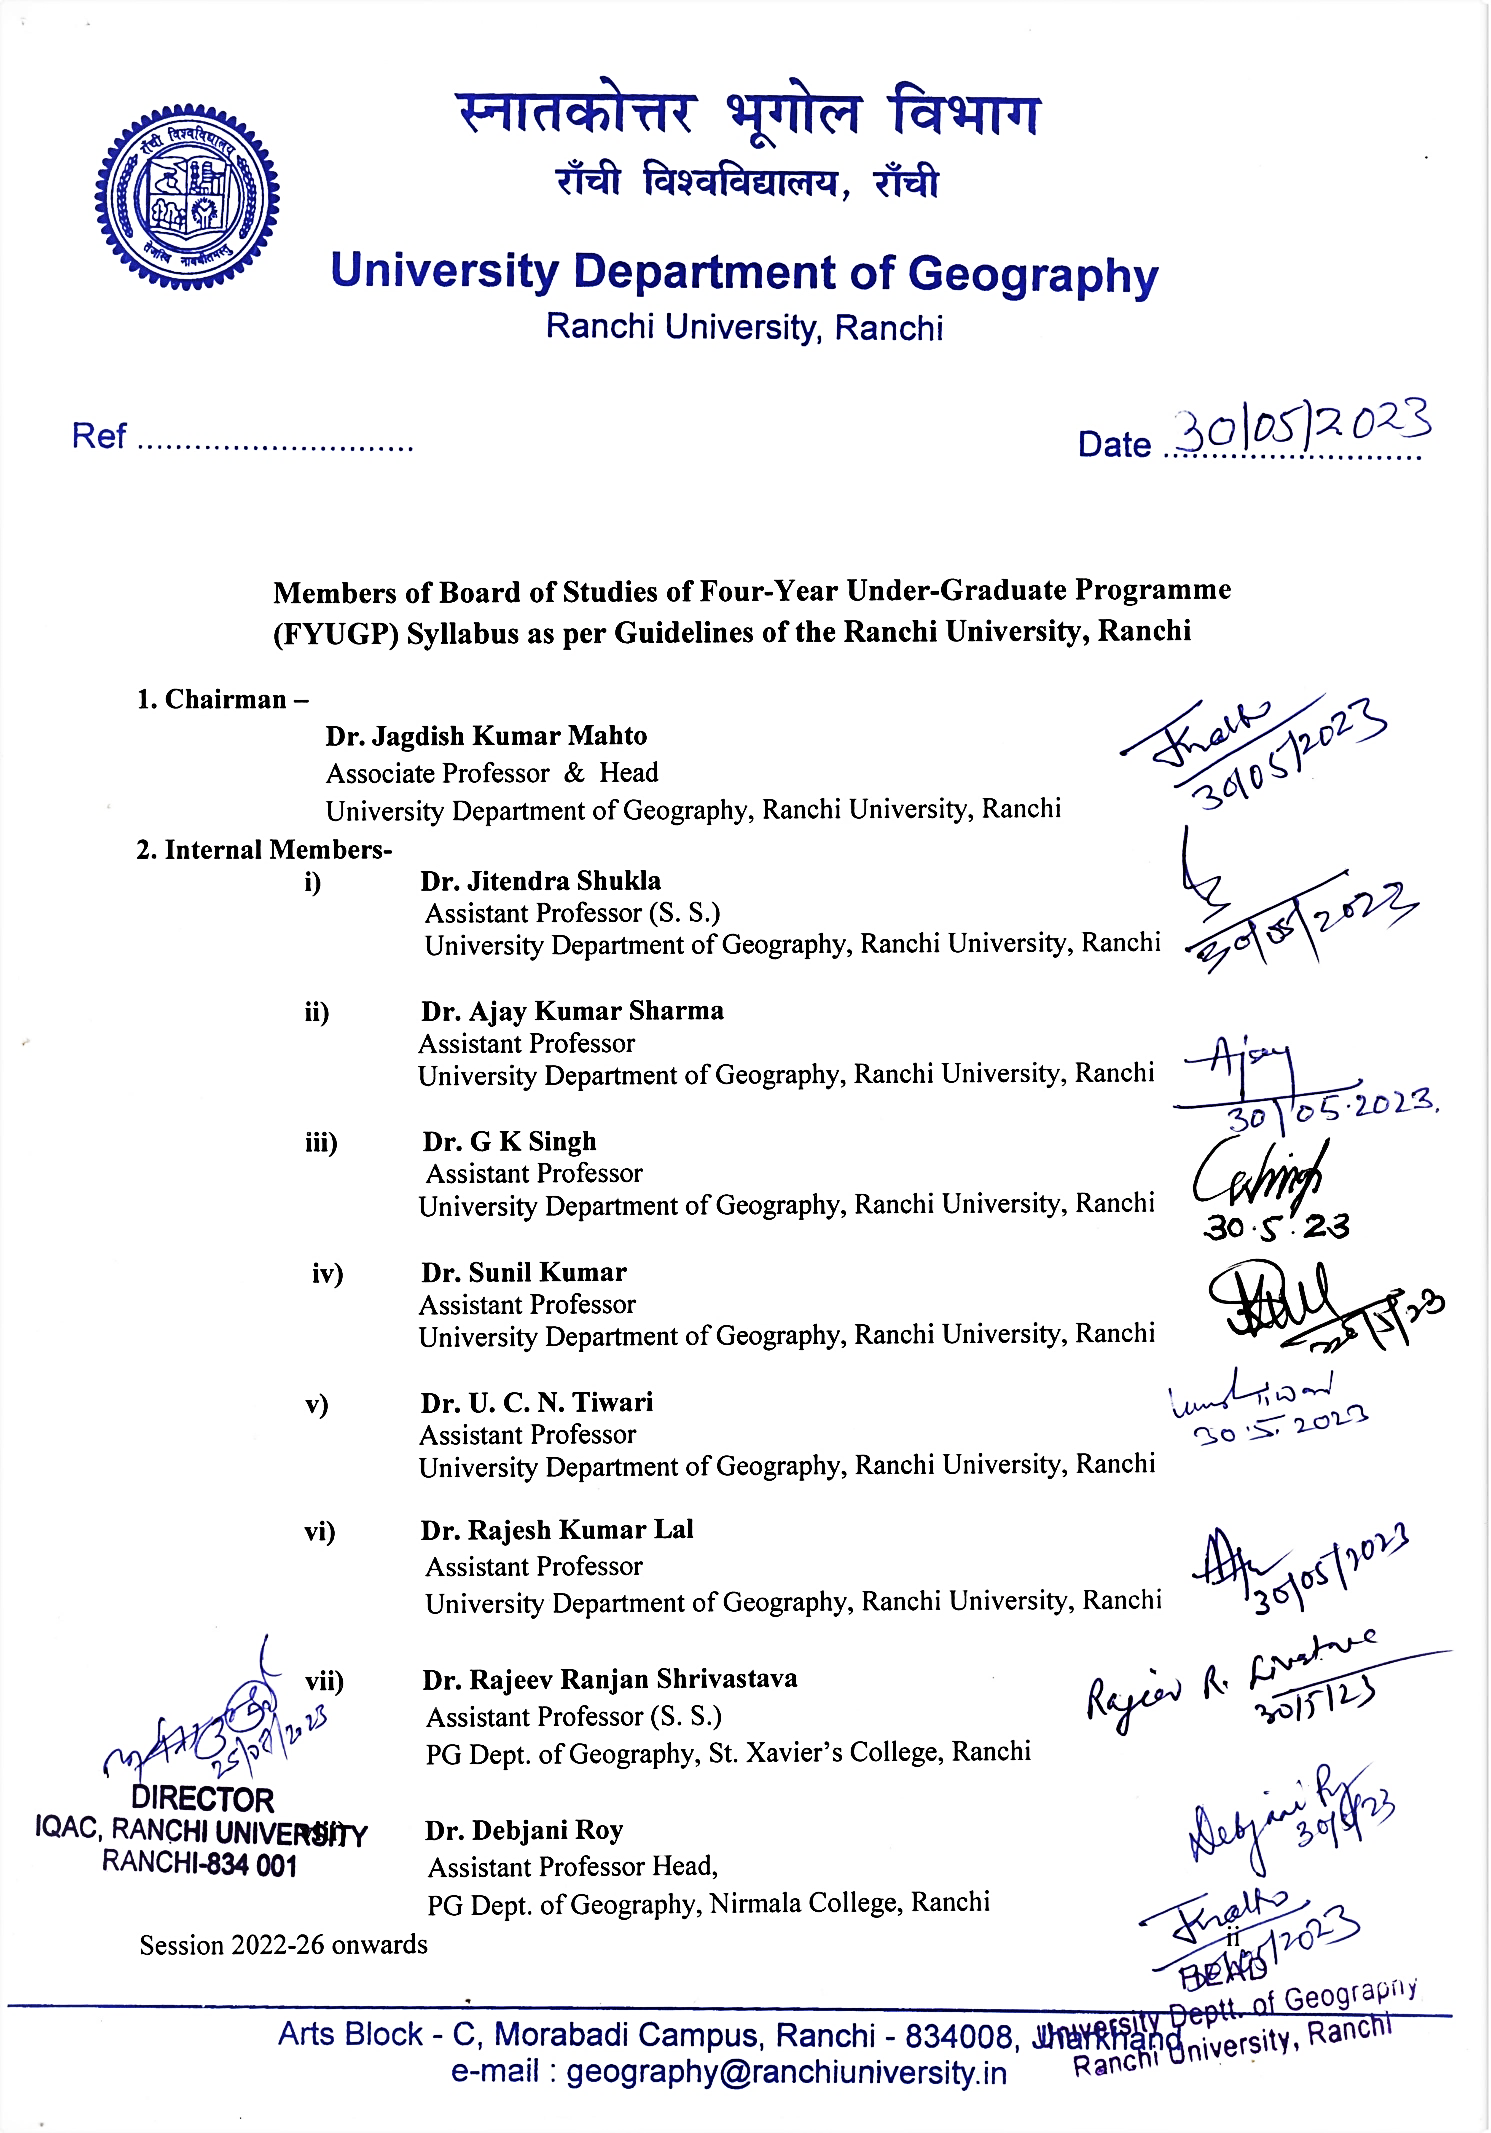 स्नातकोत्तर भूगोल विभाग
राँची विश्वविद्यालय, राँची
राँची विश्वविद्यालय
University Department of Geography
Ranchi University, Ranchi
Ref ..............................
Date 30/05/2023
Members of Board of Studies of Four-Year Under-Graduate Programme
(FYUGP) Syllabus as per Guidelines of the Ranchi University, Ranchi
1. Chairman –
Dr. Jagdish Kumar Mahto
Associate Professor & Head
University Department of Geography, Ranchi University, Ranchi
30/05/2023
2. Internal Members-
i) Dr. Jitendra Shukla
Assistant Professor (S. S.)
University Department of Geography, Ranchi University, Ranchi
30/05/2023
ii) Dr. Ajay Kumar Sharma
Assistant Professor
University Department of Geography, Ranchi University, Ranchi
Ajay
30/05.2023.
iii) Dr. G K Singh
Assistant Professor
University Department of Geography, Ranchi University, Ranchi
30.5.23
iv) Dr. Sunil Kumar
Assistant Professor
University Department of Geography, Ranchi University, Ranchi
v) Dr. U. C. N. Tiwari
Assistant Professor
University Department of Geography, Ranchi University, Ranchi
Tiwari
30.5.2023
vi) Dr. Rajesh Kumar Lal
Assistant Professor
University Department of Geography, Ranchi University, Ranchi
30/05/2023
vii) Dr. Rajeev Ranjan Shrivastava
Assistant Professor (S. S.)
PG Dept. of Geography, St. Xavier’s College, Ranchi
Rajeev R.
30/5/23
DIRECTOR
IQAC, RANCHI UNIVERSITY
RANCHI-834 001
Dr. Debjani Roy
Assistant Professor Head,
PG Dept. of Geography, Nirmala College, Ranchi
Debjani Roy
30/5/23
Session 2022-26 onwards
ii
HEAD
University Deptt. of Geography
Ranchi University, Ranchi
Arts Block - C, Morabadi Campus, Ranchi - 834008, Jharkhand
e-mail : geography@ranchiuniversity.in